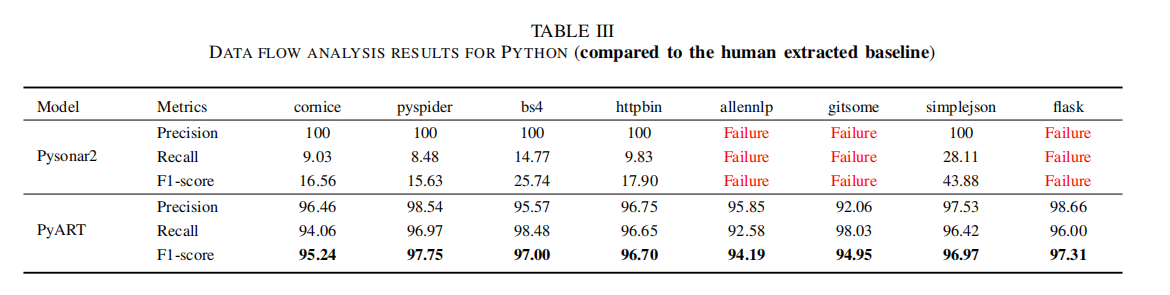 TABLE III
DATA FLOW ANALYSIS RESULTS FOR PYTHON (compared to the human extracted baseline)
Model Metrics cornice pyspider bs4 httpbin allennlp gitsome simplejson flask
Precision 100 100 100 100 Failure Failure 100 Failure
Pysonar2 Recall 9.03 8.48 14.77 9.83 Failure Failure 28.11 Failure
F1-score 16.56 15.63 25.74 17.90 Failure Failure 43.88 Failure
Precision 96.46 98.54 95.57 96.75 95.85 92.06 97.53 98.66
PyART Recall 94.06 96.97 98.48 96.65 92.58 98.03 96.42 96.00
F1-score 95.24 97.75 97.00 96.70 94.19 94.95 96.97 97.31